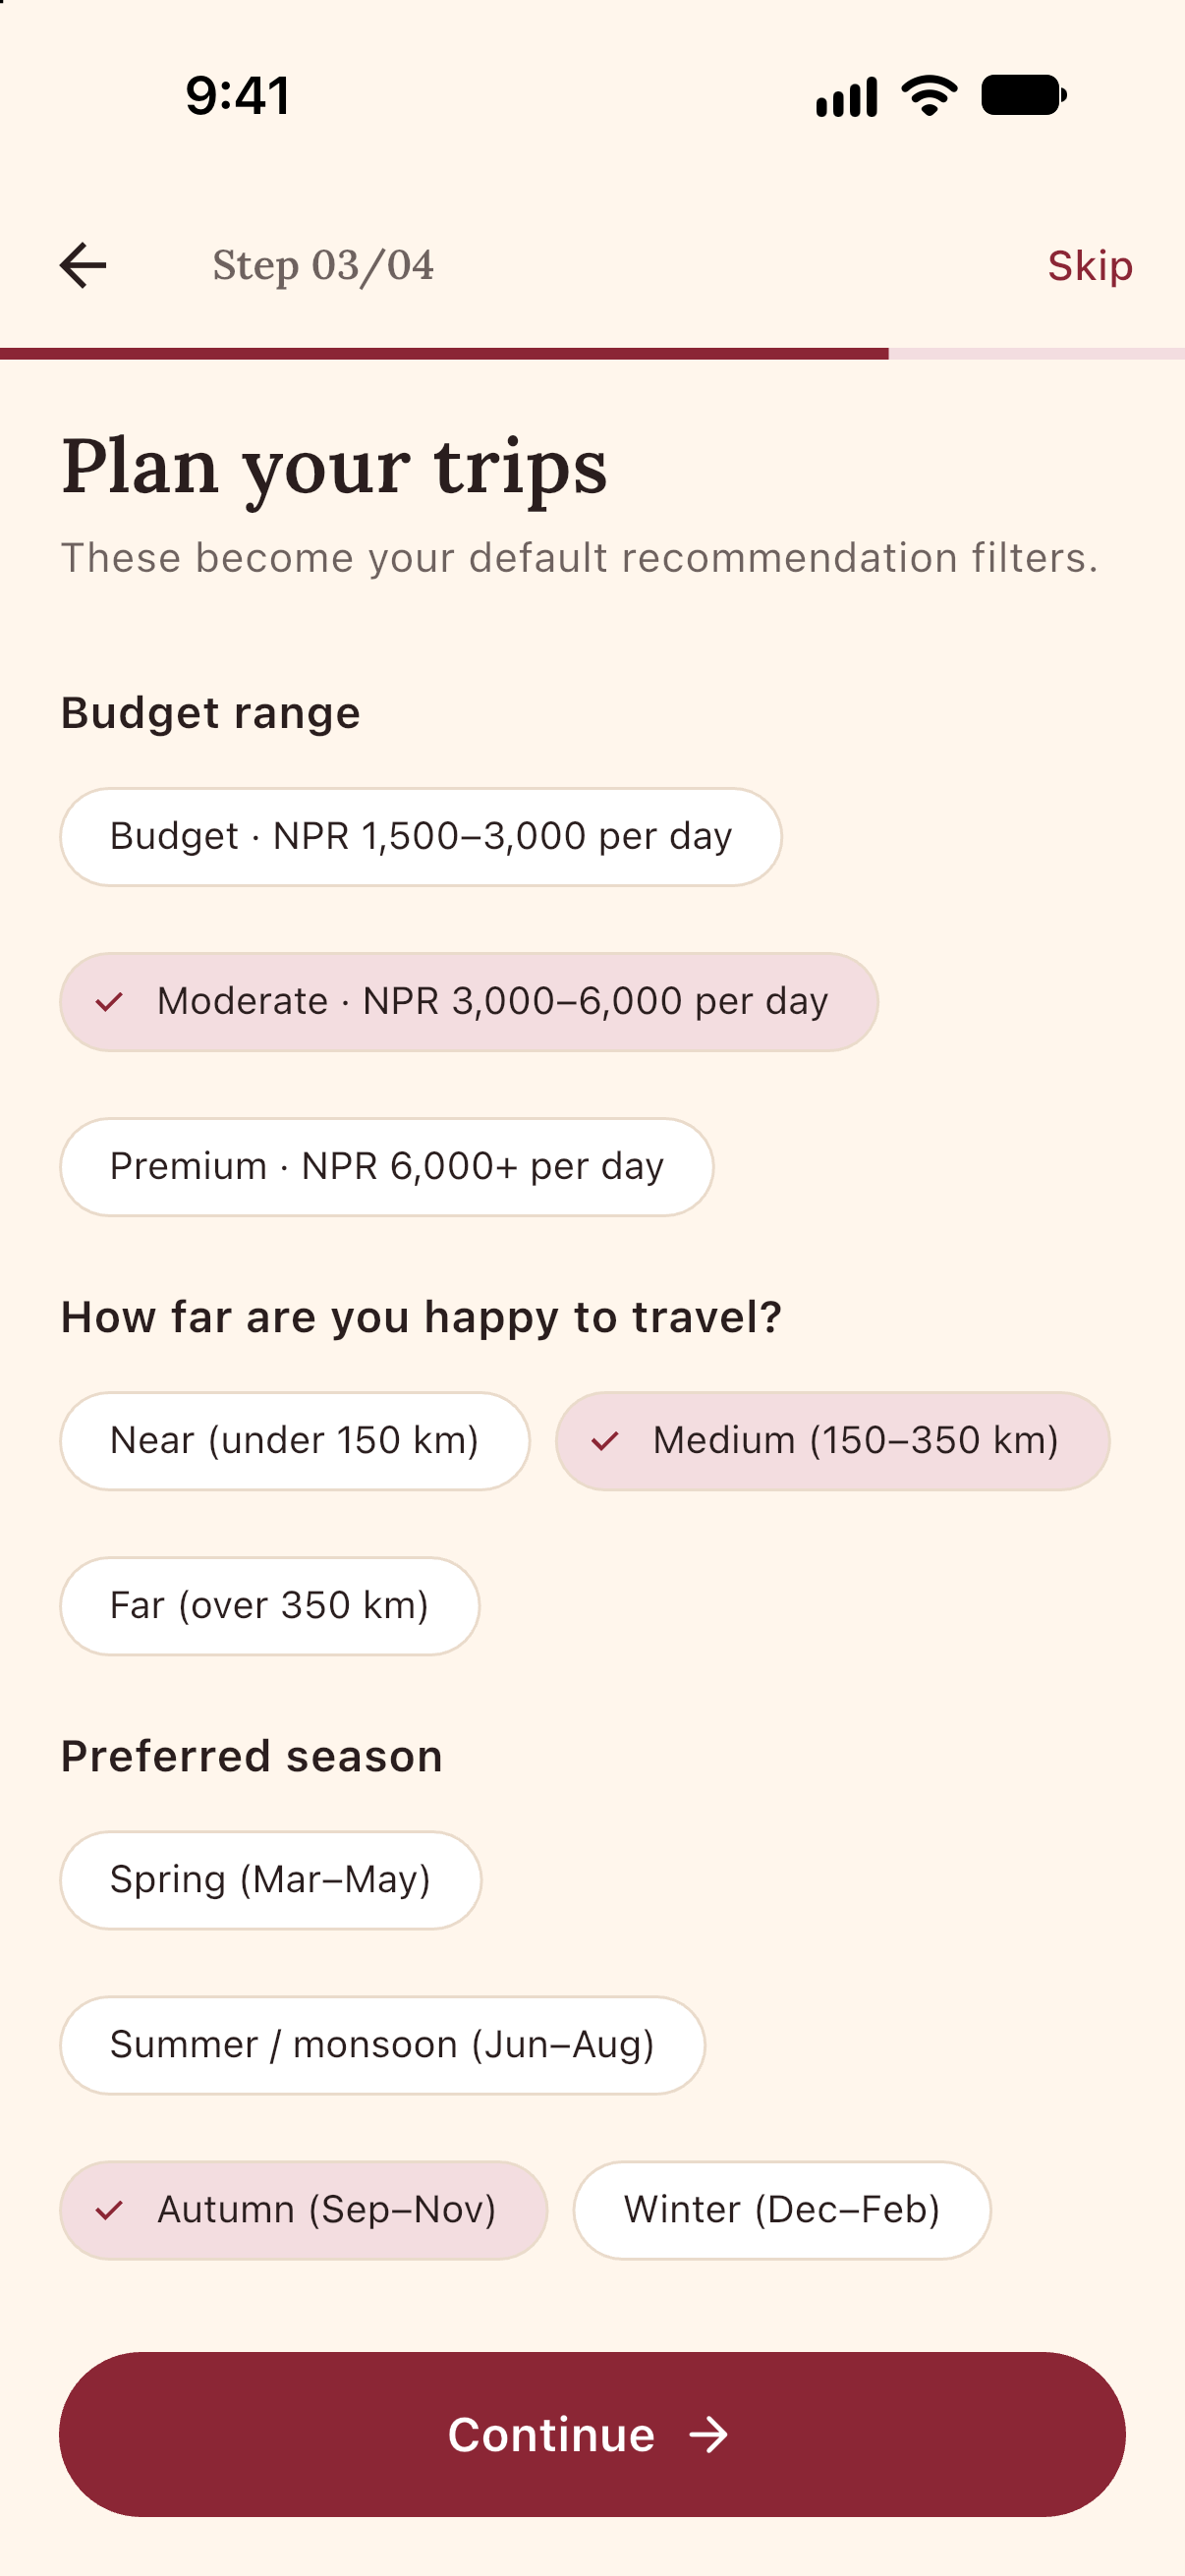 9:41
Step 03/04
Skip
Plan your trips
These become your default recommendation filters.
Budget range
Budget · NPR 1,500–3,000 per day
Moderate · NPR 3,000–6,000 per day
Premium · NPR 6,000+ per day
How far are you happy to travel?
Near (under 150 km)
Medium (150–350 km)
Far (over 350 km)
Preferred season
Spring (Mar–May)
Summer / monsoon (Jun–Aug)
Autumn (Sep–Nov)
Winter (Dec–Feb)
Continue →